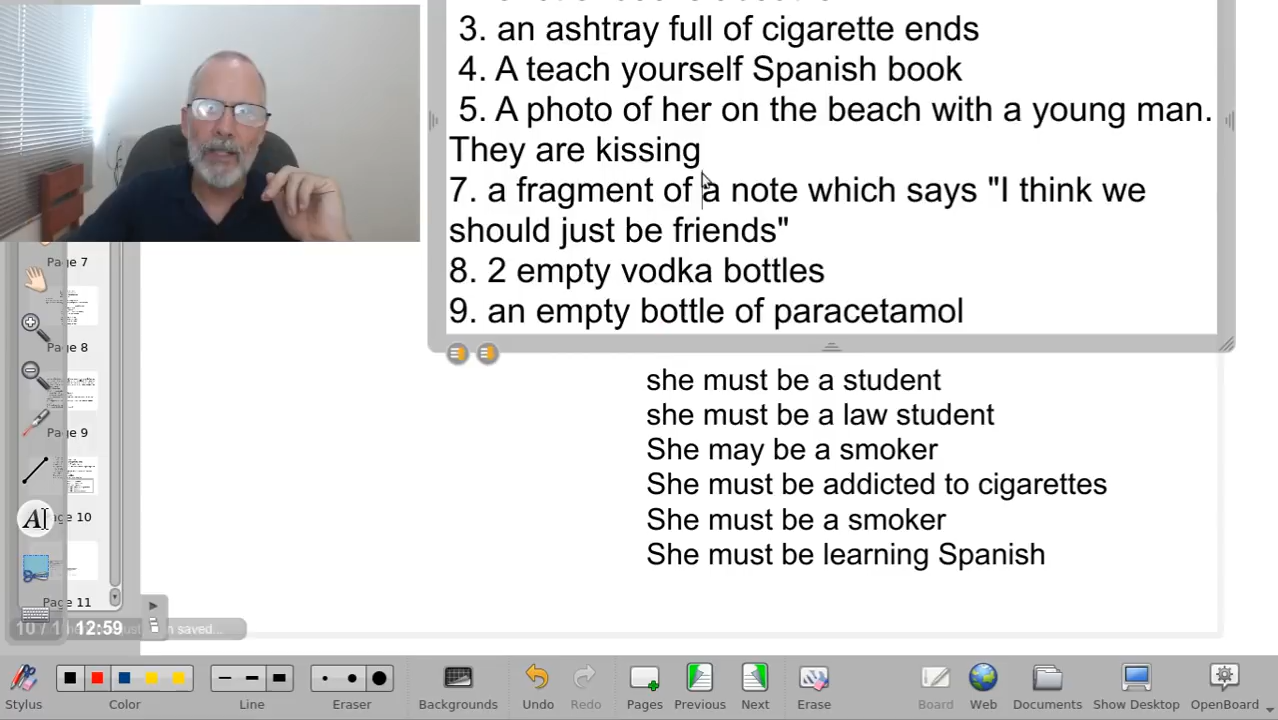 3. an ashtray full of cigarette ends
4. A teach yourself Spanish book
5. A photo of her on the beach with a young man.
They are kissing
7. a fragment of a note which says "I think we
should just be friends"
8. 2 empty vodka bottles
9. an empty bottle of paracetamol
she must be a student
she must be a law student
She may be a smoker
She must be addicted to cigarettes
She must be a smoker
She must be learning Spanish
Page 7
Page 8
Page 9
Page 10
Page 11
10 / 1 12:59 saved...
Stylus Color Line Eraser Backgrounds Undo Redo Pages Previous Next Erase Board Web Documents Show Desktop OpenBoard